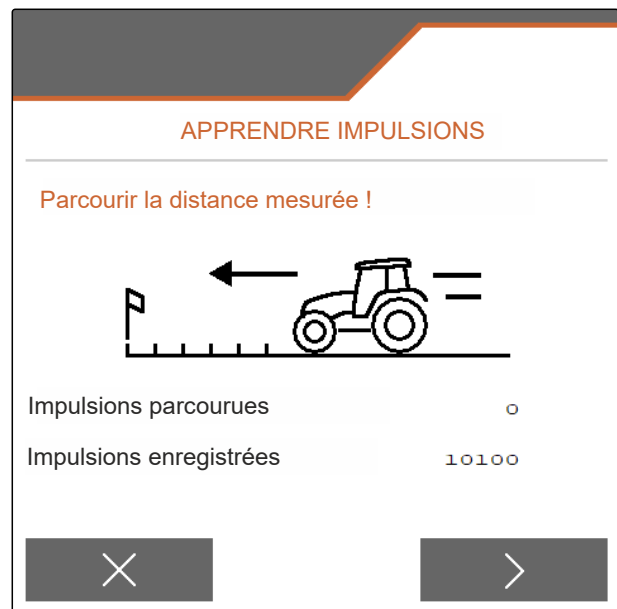 APPRENDRE IMPULSIONS
Parcourir la distance mesurée !
Impulsions parcourues 0
Impulsions enregistrées 10100